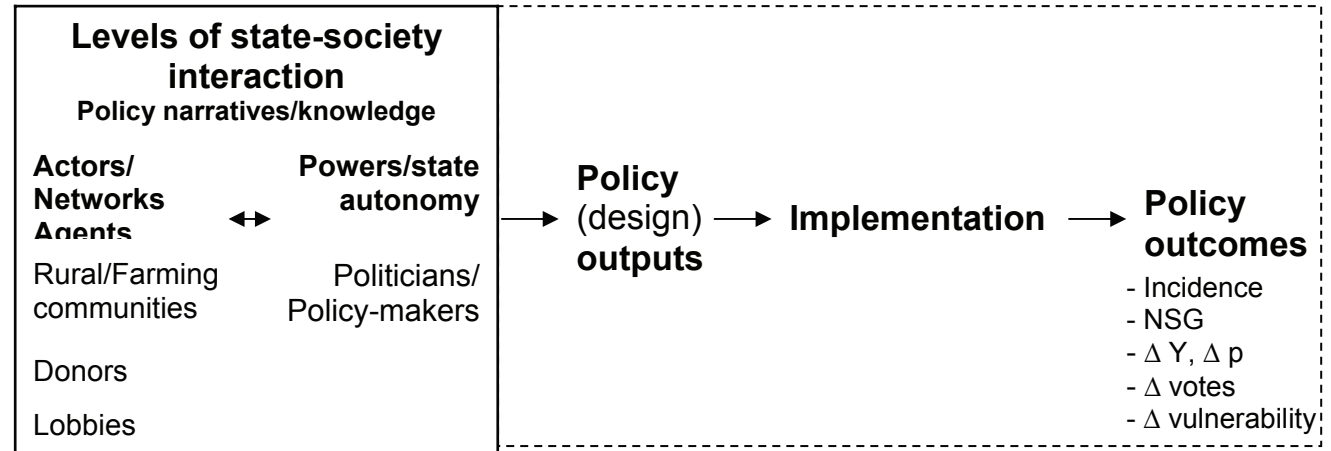 Levels of state-society
interaction
Policy narratives/knowledge
Actors/
Networks
Agents
Powers/state
autonomy
Rural/Farming
communities
Politicians/
Policy-makers
Donors
Lobbies
Policy
(design)
outputs
Implementation
Policy
outcomes
- Incidence
- NSG
- Δ Y, Δ p
- Δ votes
- Δ vulnerability